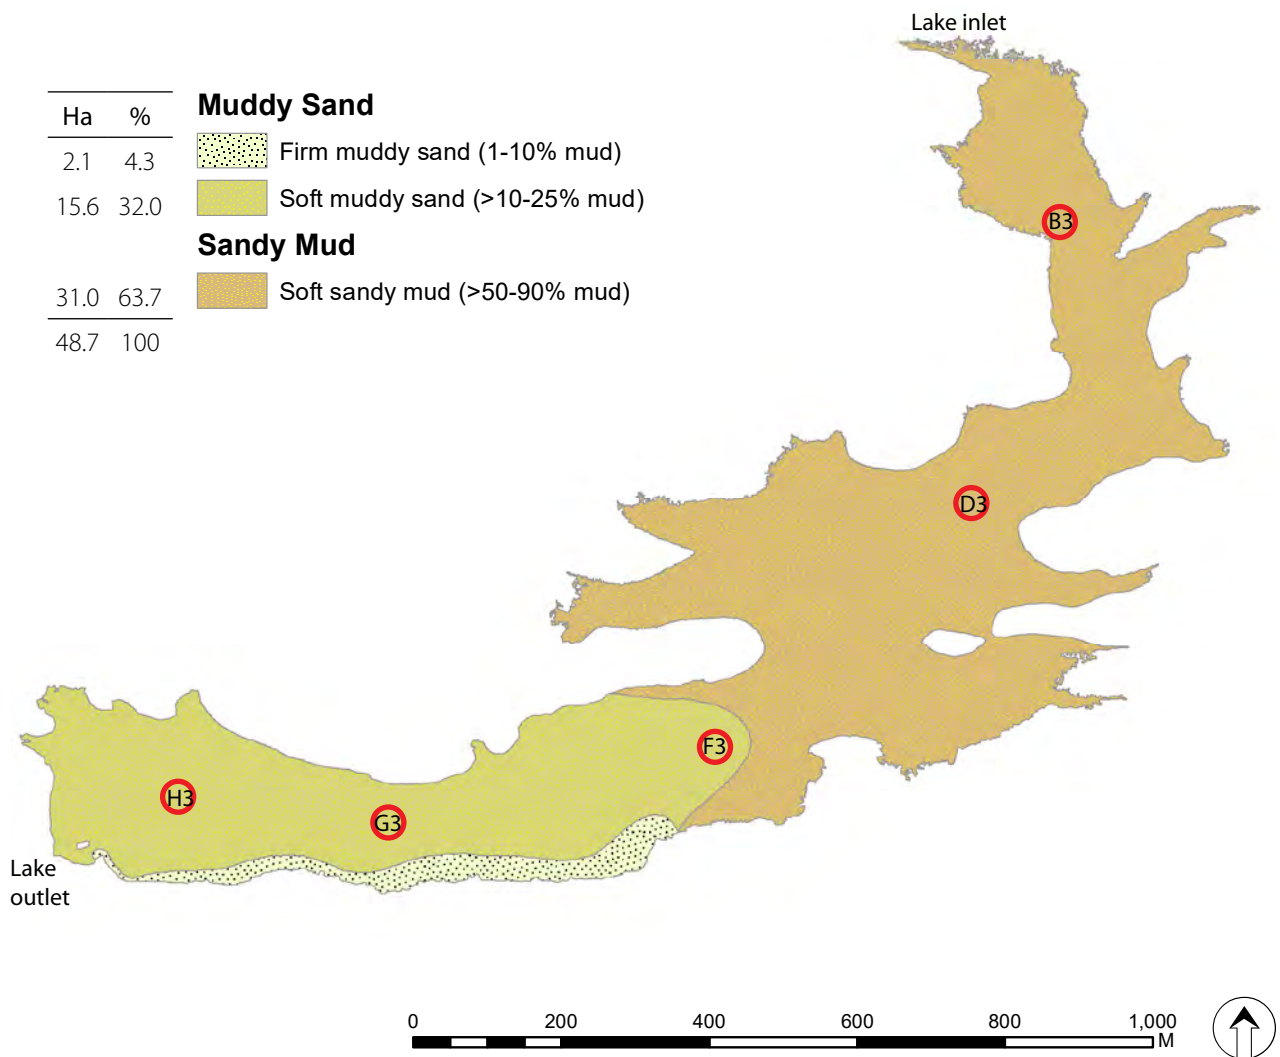 Lake inlet
Ha %
Muddy Sand
2.1 4.3 Firm muddy sand (1-10% mud)
15.6 32.0 Soft muddy sand (>10-25% mud)
Sandy Mud
31.0 63.7 Soft sandy mud (>50-90% mud)
48.7 100
B3
D3
F3
H3
G3
Lake
outlet
0 200 400 600 800 1,000
M